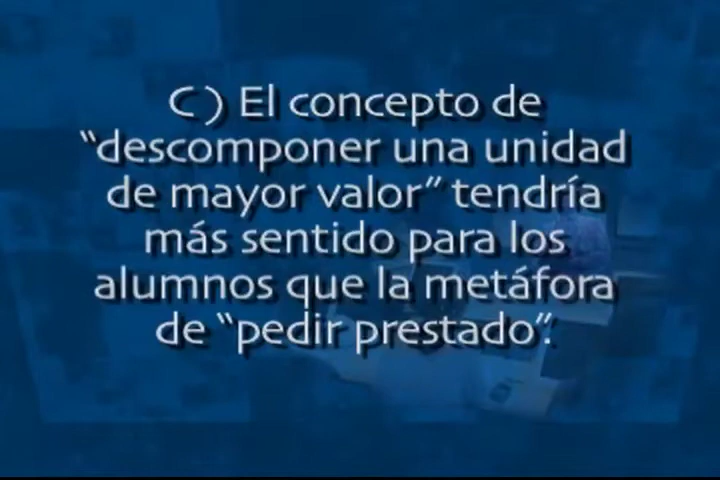 C ) El concepto de
“descomponer una unidad
de mayor valor” tendría
más sentido para los
alumnos que la metáfora
de “pedir prestado”.